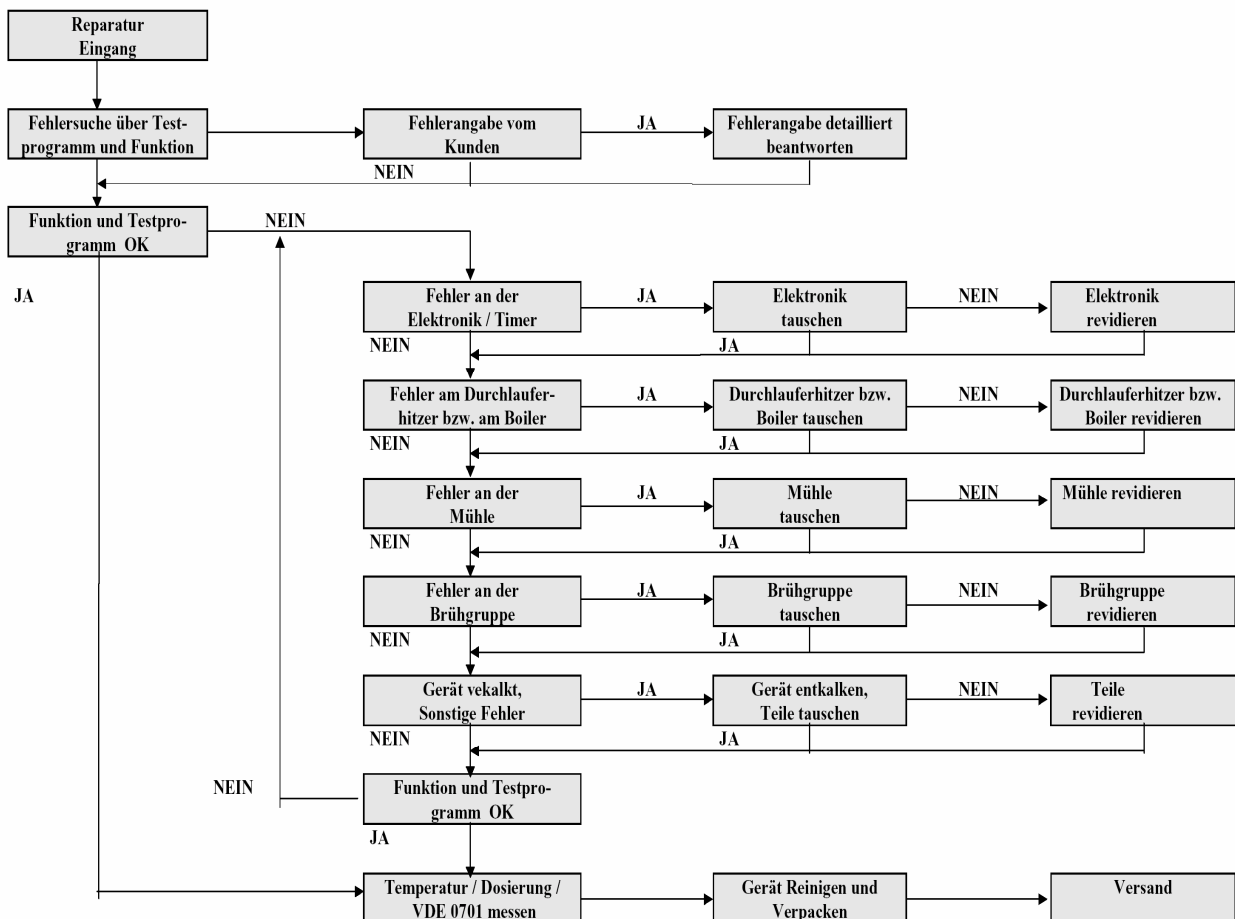 Reparatur
Eingang
Fehlersuche über Test-
programm und Funktion
Fehlerangabe vom
Kunden
JA
Fehlerangabe detailliert
beantworten
NEIN
Funktion und Testpro-
gramm OK
NEIN
JA
Fehler an der
Elektronik / Timer
JA
Elektronik
tauschen
NEIN
Elektronik
revidieren
NEIN
JA
Fehler am Durchlaufer-
hitzer bzw. am Boiler
JA
Durchlauferhitzer bzw.
Boiler tauschen
NEIN
Durchlauferhitzer bzw.
Boiler revidieren
NEIN
JA
Fehler an der
Mühle
JA
Mühle
tauschen
NEIN
Mühle revidieren
NEIN
JA
Fehler an der
Brühgruppe
JA
Brühgruppe
tauschen
NEIN
Brühgruppe
revidieren
NEIN
JA
Gerät vekalkt,
Sonstige Fehler
JA
Gerät entkalken,
Teile tauschen
NEIN
Teile
revidieren
NEIN
JA
NEIN
Funktion und Testpro-
gramm OK
JA
Temperatur / Dosierung /
VDE 0701 messen
Gerät Reinigen und
Verpacken
Versand